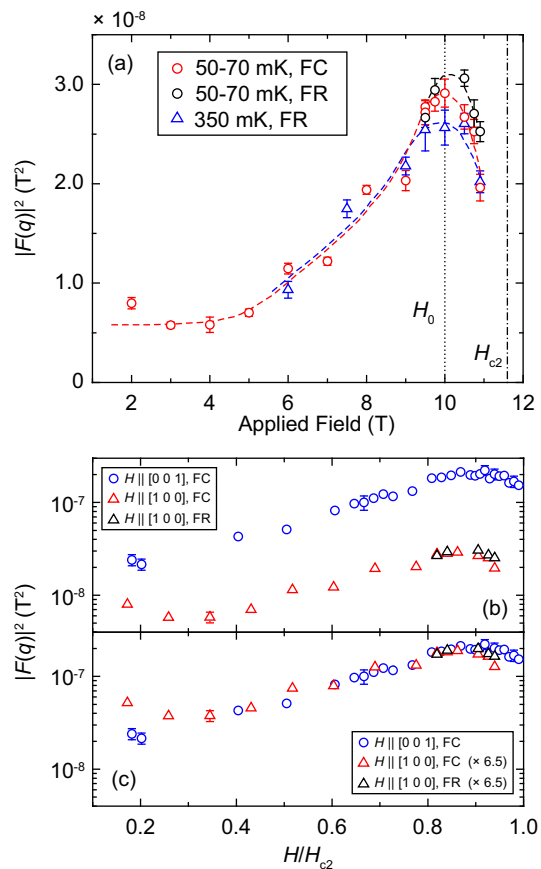 × 10⁻⁸
(a)
50-70 mK, FC
50-70 mK, FR
350 mK, FR
3.0
2.0
1.0
0
|F(q)|² (T²)
H₀
H_c2
2 4 6 8 10 12
Applied Field (T)
H || [0 0 1], FC
H || [1 0 0], FC
H || [1 0 0], FR
10⁻⁷
10⁻⁸
(b)
|F(q)|² (T²)
10⁻⁷
10⁻⁸
(c)
H || [0 0 1], FC
H || [1 0 0], FC (× 6.5)
H || [1 0 0], FR (× 6.5)
0.2 0.4 0.6 0.8 1.0
H/H_c2